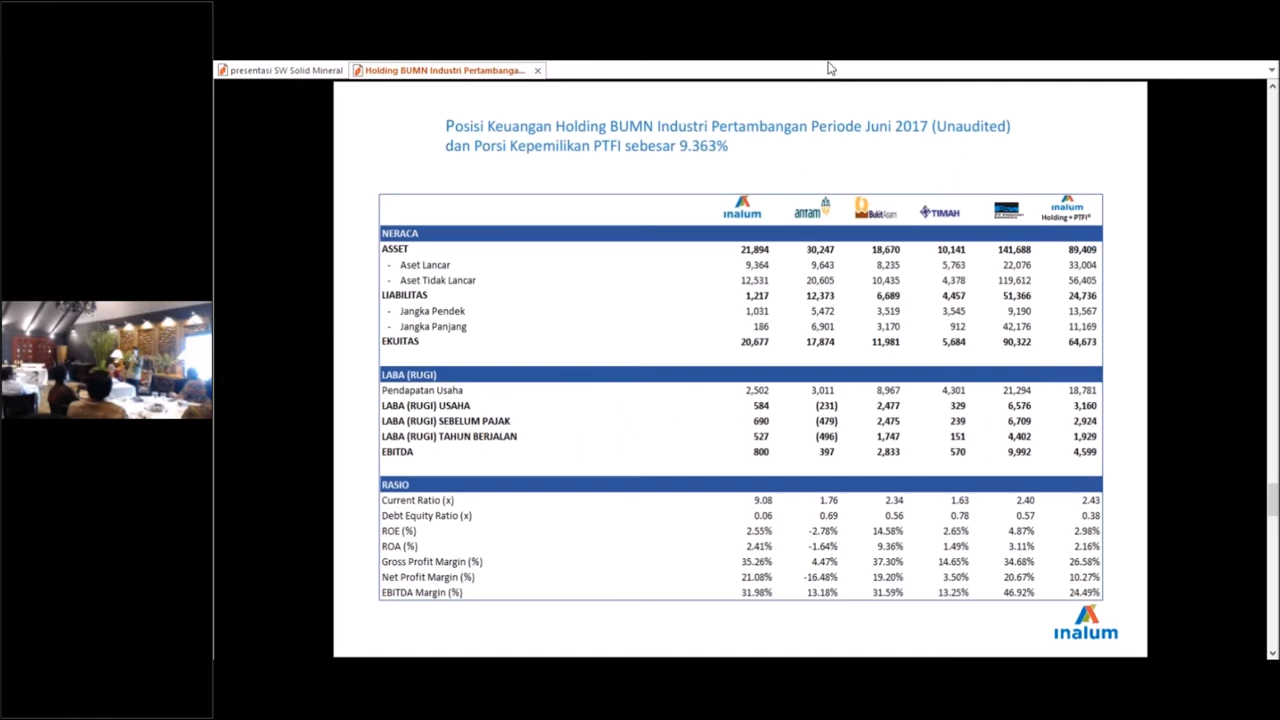 presentasi SW Solid Mineral
Holding BUMN Industri Pertambanga...
Posisi Keuangan Holding BUMN Industri Pertambangan Periode Juni 2017 (Unaudited)
dan Porsi Kepemilikan PTFI sebesar 9.363%
inalum antam BukitAsam TIMAH inalum
Holding + PTFI*
NERACA
ASSET 21,894 30,247 18,670 10,141 141,688 89,409
- Aset Lancar 9,364 9,643 8,235 5,763 22,076 33,004
- Aset Tidak Lancar 12,531 20,605 10,435 4,378 119,612 56,405
LIABILITAS 1,217 12,373 6,689 4,457 51,366 24,736
- Jangka Pendek 1,031 5,472 3,519 3,545 9,190 13,567
- Jangka Panjang 186 6,901 3,170 912 42,176 11,169
EKUITAS 20,677 17,874 11,981 5,684 90,322 64,673
LABA (RUGI)
Pendapatan Usaha 2,502 3,011 8,967 4,301 21,294 18,781
LABA (RUGI) USAHA 584 (231) 2,477 329 6,576 3,160
LABA (RUGI) SEBELUM PAJAK 690 (479) 2,475 239 6,709 2,924
LABA (RUGI) TAHUN BERJALAN 527 (496) 1,747 151 4,402 1,929
EBITDA 800 397 2,833 570 9,992 4,599
RASIO
Current Ratio (x) 9.08 1.76 2.34 1.63 2.40 2.43
Debt Equity Ratio (x) 0.06 0.69 0.56 0.78 0.57 0.38
ROE (%) 2.55% -2.78% 14.58% 2.65% 4.87% 2.98%
ROA (%) 2.41% -1.64% 9.36% 1.49% 3.11% 2.16%
Gross Profit Margin (%) 35.26% 4.47% 37.30% 14.65% 34.68% 26.58%
Net Profit Margin (%) 21.08% -16.48% 19.20% 3.50% 20.67% 10.27%
EBITDA Margin (%) 31.98% 13.18% 31.59% 13.25% 46.92% 24.49%
inalum